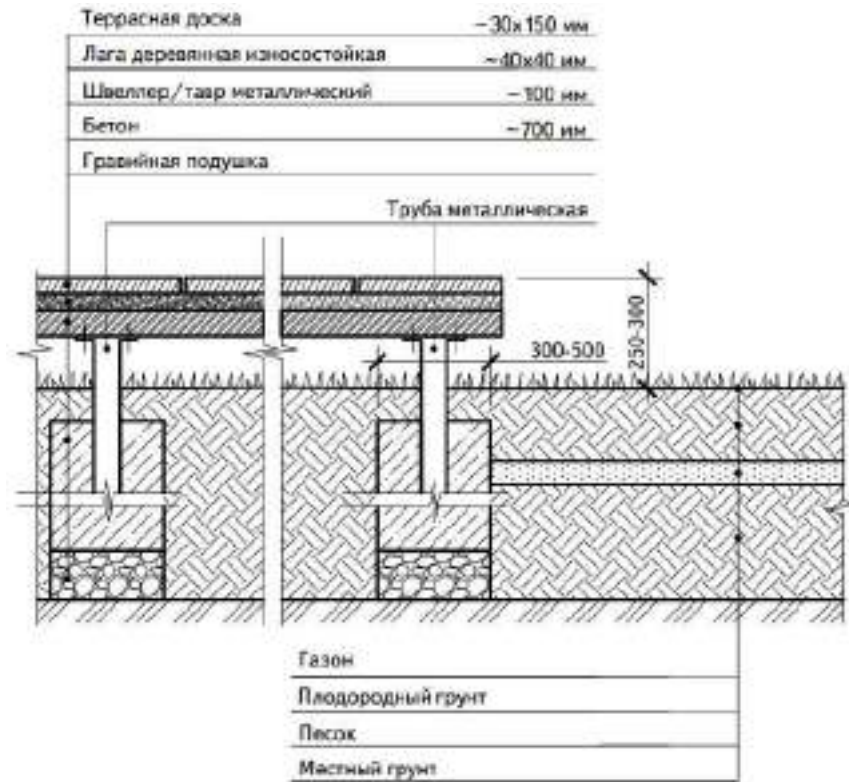 Террасная доска ~30х150 мм
Лага деревянная износостойкая ~40х40 мм
Швеллер/тавр металлический ~100 мм
Бетон ~700 мм
Гравийная подушка
Труба металлическая
300-500
250-300
Газон
Плодородный грунт
Песок
Местный грунт